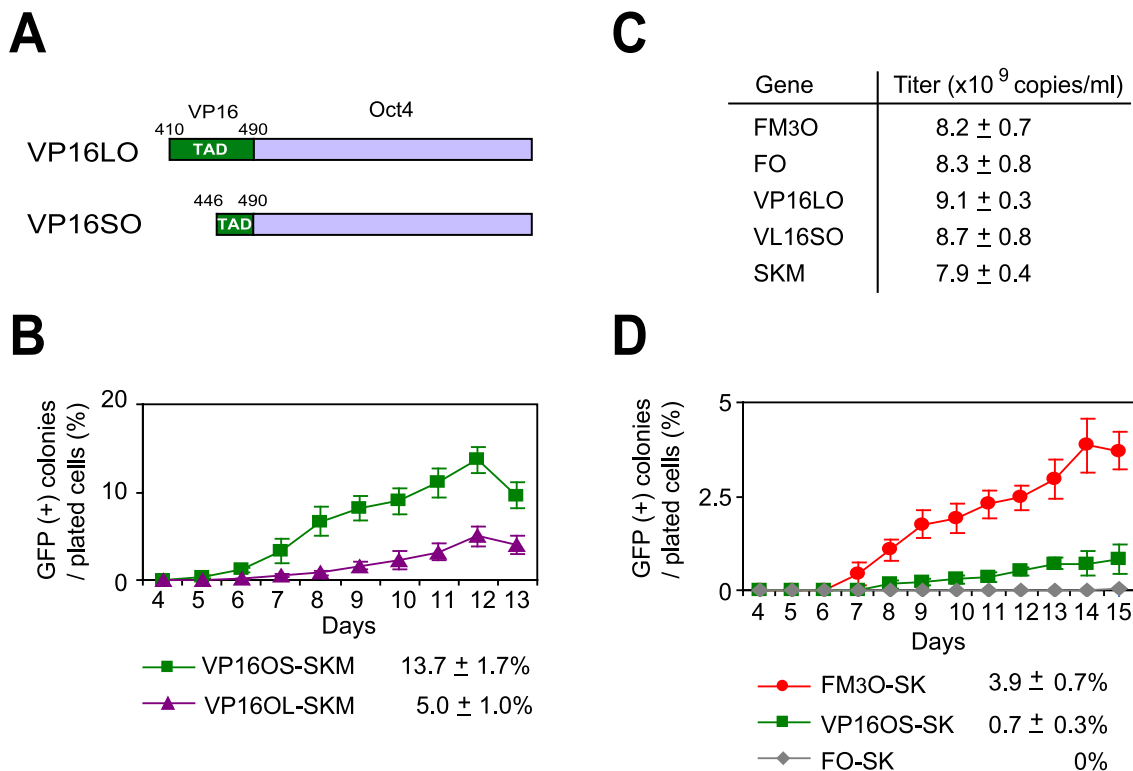 A
VP16
Oct4
410
490
VP16LO
TAD
446
490
VP16SO
TAD
B
GFP (+) colonies
/ plated cells (%)
20
10
0
4 5 6 7 8 9 10 11 12 13
Days
VP16OS-SKM 13.7 ± 1.7%
VP16OL-SKM 5.0 ± 1.0%
C
Gene Titer (x10 9 copies/ml)
FM3O 8.2 ± 0.7
FO 8.3 ± 0.8
VP16LO 9.1 ± 0.3
VL16SO 8.7 ± 0.8
SKM 7.9 ± 0.4
D
GFP (+) colonies
/ plated cells (%)
5
2.5
0
4 5 6 7 8 9 10 11 12 13 14 15
Days
FM3O-SK 3.9 ± 0.7%
VP16OS-SK 0.7 ± 0.3%
FO-SK 0%